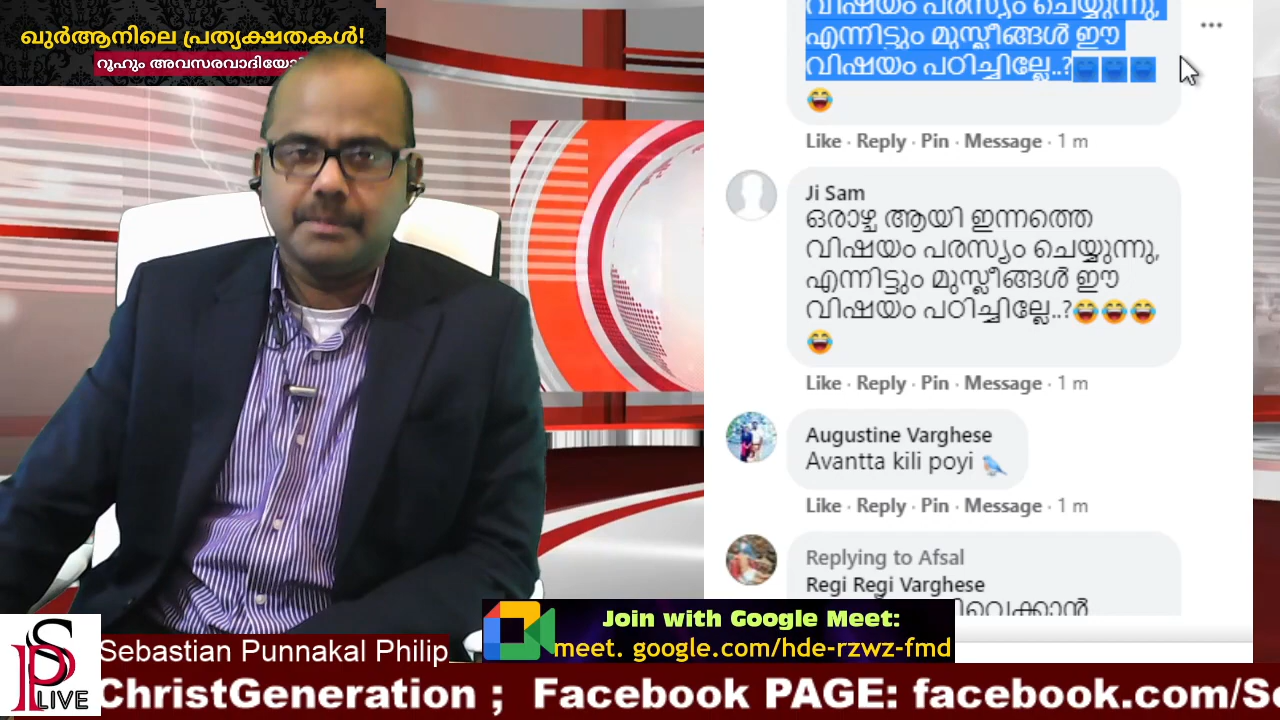 ഖുർആനിലെ പ്രത്യക്ഷതകൾ!
റൂഹും
വിഷയം പരസ്യം ചെയ്യുന്നു,
എന്നിട്ടും മുസ്ലീങ്ങൾ ഈ
വിഷയം പഠിച്ചില്ലേ..?
😂
Like · Reply · Pin · Message · 1 m
Ji Sam
ഒരാഴ്ച ആയി ഇന്നത്തെ
വിഷയം പരസ്യം ചെയ്യുന്നു,
എന്നിട്ടും മുസ്ലീങ്ങൾ ഈ
വിഷയം പഠിച്ചില്ലേ..?😂😂😂
😂
Like · Reply · Pin · Message · 1 m
Augustine Varghese
Avantta kili poyi 🐦
Like · Reply · Pin · Message · 1 m
Replying to Afsal
Regi Regi Varghese
Join with Google Meet:
meet. google.com/hde-rzwz-fmd
SP LIVE
Sebastian Punnakal Philip
ChristGeneration ; Facebook PAGE: facebook.com/Se